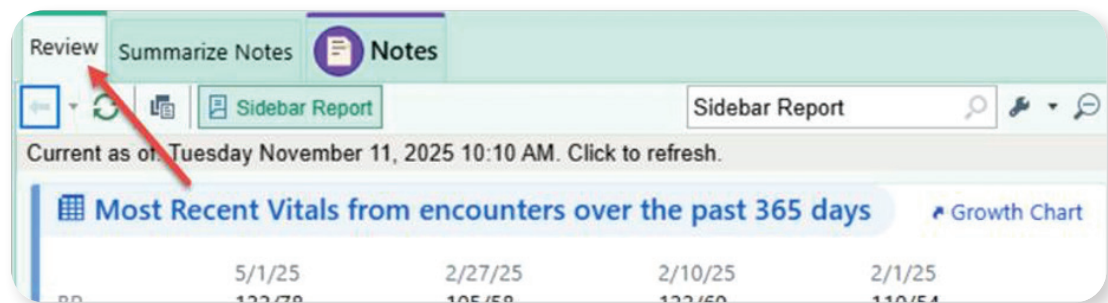 Review Summarize Notes Notes
Sidebar Report Sidebar Report
Current as of: Tuesday November 11, 2025 10:10 AM. Click to refresh.
Most Recent Vitals from encounters over the past 365 days Growth Chart
5/1/25 2/27/25 2/10/25 2/1/25